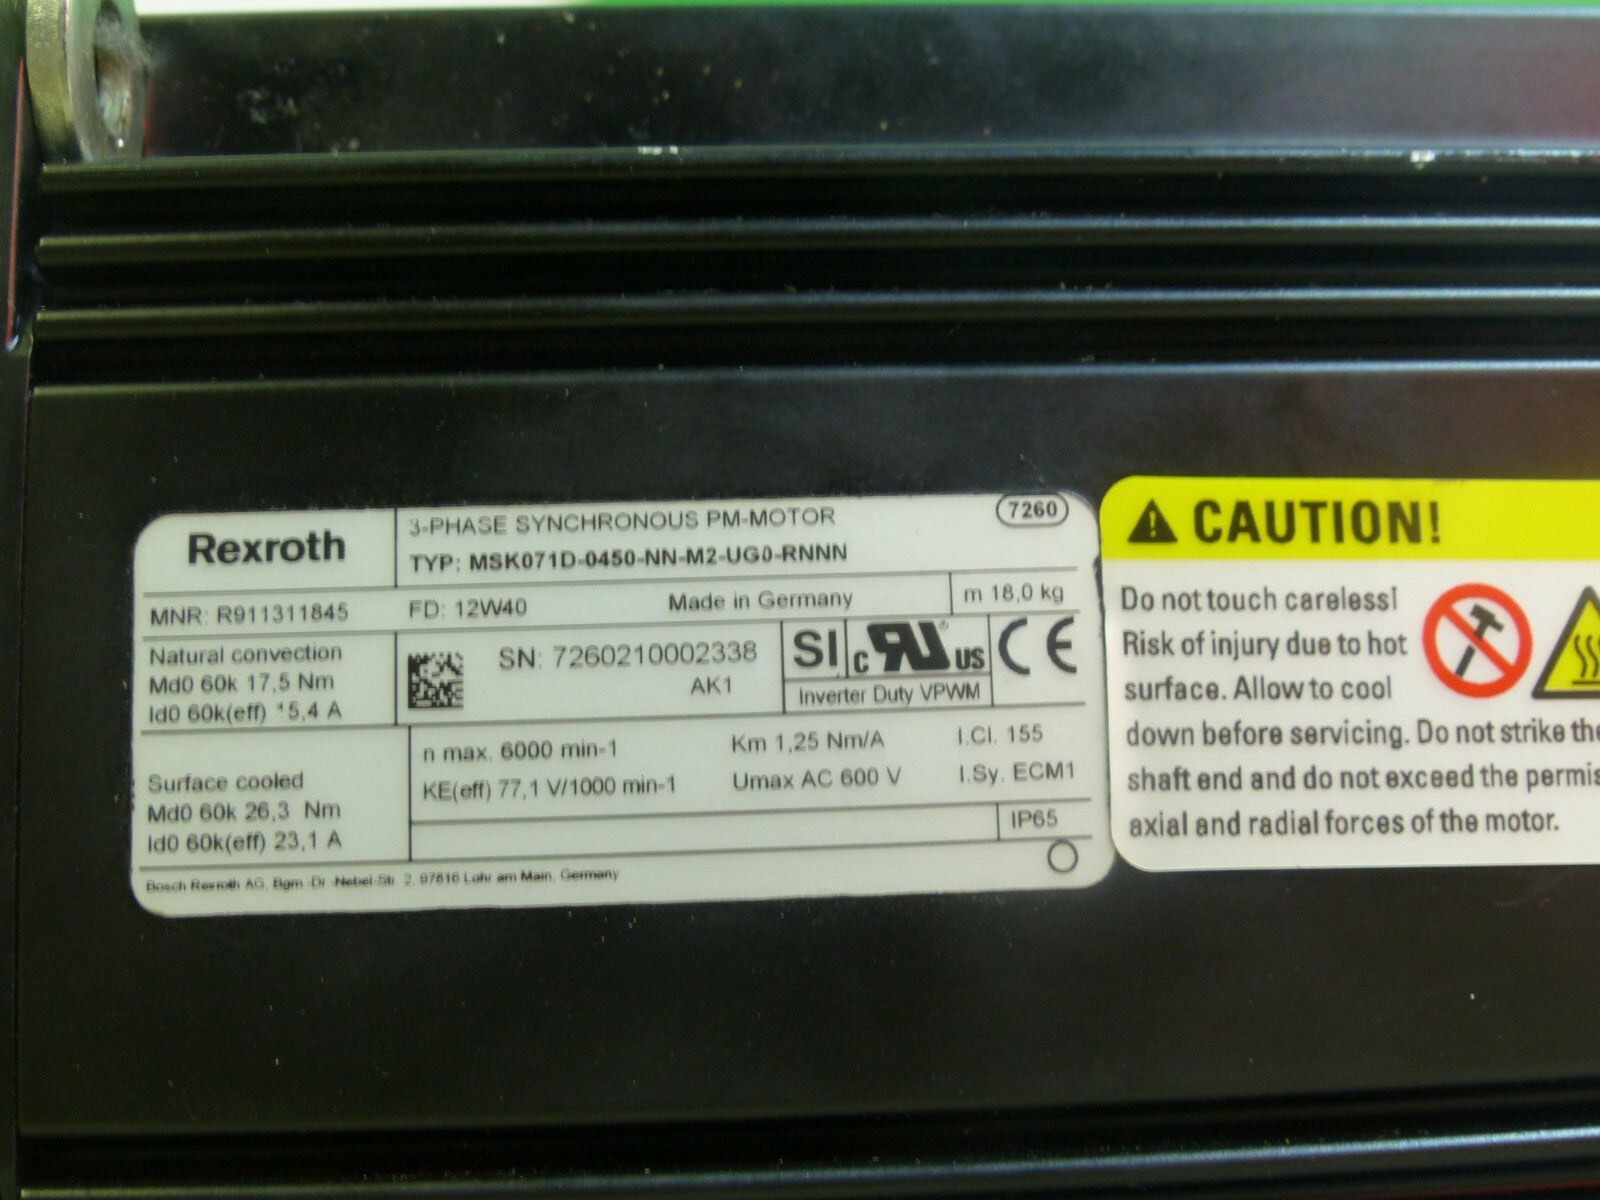 Rexroth
3-PHASE SYNCHRONOUS PM-MOTOR
7260
TYP: MSK071D-0450-NN-M2-UG0-RNNN
MNR: R911311845
FD: 12W40
Made in Germany
m 18,0 kg
Natural convection
Md0 60k 17,5 Nm
Id0 60k(eff) 15,4 A
SN: 7260210002338
AK1
SI
c RU US
Inverter Duty VPWM
CE
Surface cooled
Md0 60k 26,3 Nm
Id0 60k(eff) 23,1 A
n max. 6000 min-1
Km 1,25 Nm/A
I.Cl. 155
KE(eff) 77,1 V/1000 min-1
Umax AC 600 V
I.Sy. ECM1
IP65
Bosch Rexroth AG, Bgm.-Dr.-Nebel-Str. 2, 97816 Lohr am Main, Germany
CAUTION!
Do not touch careless!
Risk of injury due to hot
surface. Allow to cool
down before servicing. Do not strike the
shaft end and do not exceed the permis
axial and radial forces of the motor.